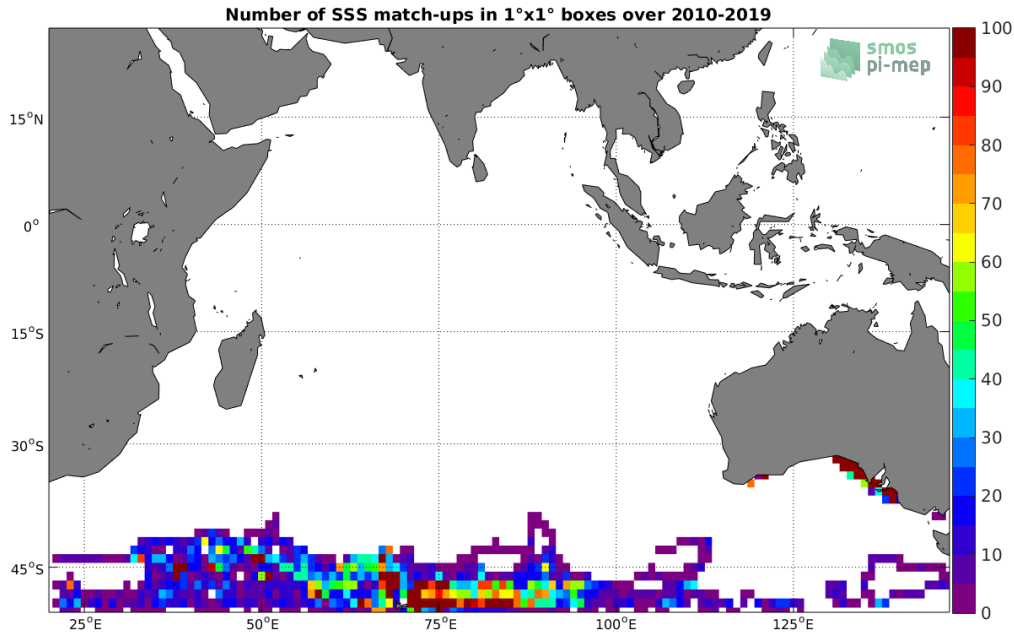 Number of SSS match-ups in 1°x1° boxes over 2010-2019
smos
pi-mep
100
90
80
70
60
50
40
30
20
10
0
15°N
0°
15°S
30°S
45°S
25°E
50°E
75°E
100°E
125°E